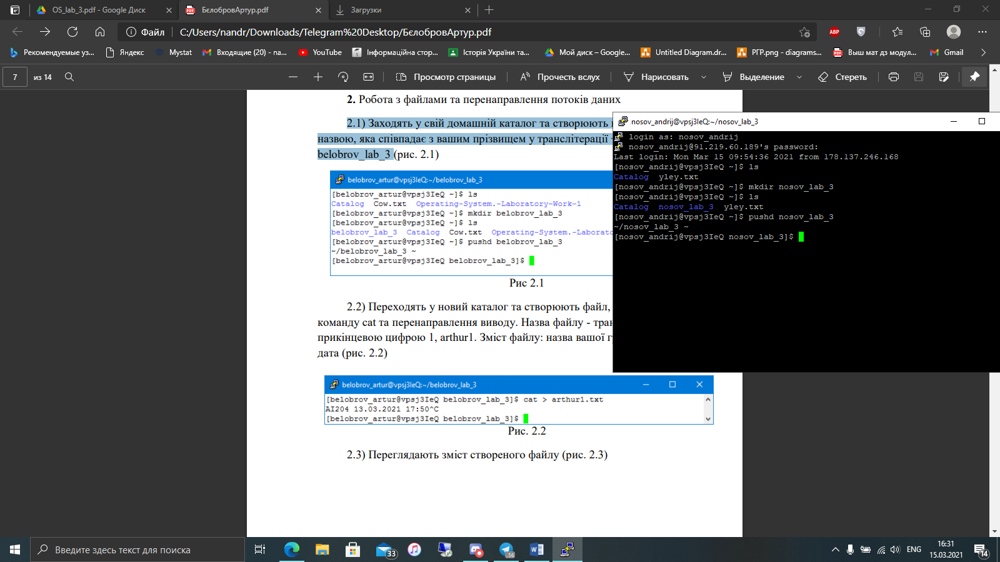 OS_lab_3.pdf - Google Диск
БєлобровАртур.pdf
Загрузки
Файл
C:/Users/nandr/Downloads/Telegram%20Desktop/БєлобровАртур.pdf
ABP
Рекомендуемые уз...
Яндекс
Mystat
Входящие (20) - na...
YouTube
Інформаційна стор...
Історія України та...
Мой диск – Google...
Untitled Diagram.dr...
РГР.png - diagrams...
Выш мат дз модул...
Gmail
7 из 14
Просмотр страницы
Прочесть вслух
Нарисовать
Выделение
Стереть
2. Робота з файлами та перенаправлення потоків даних
2.1) Заходять у свій домашній каталог та створюють
назвою, яка співпадає з вашим прізвищем у транслітерації
belobrov_lab_3 (рис. 2.1)
belobrov_artur@vpsj3IeQ:~/belobrov_lab_3
[belobrov_artur@vpsj3IeQ ~]$ ls
Catalog Cow.txt Operating-System.-Laboratory-Work-1
[belobrov_artur@vpsj3IeQ ~]$ mkdir belobrov_lab_3
[belobrov_artur@vpsj3IeQ ~]$ ls
belobrov_lab_3 Catalog Cow.txt Operating-System.-Laborato
[belobrov_artur@vpsj3IeQ ~]$ pushd belobrov_lab_3
~/belobrov_lab_3 ~
[belobrov_artur@vpsj3IeQ belobrov_lab_3]$
Рис 2.1
2.2) Переходять у новий каталог та створюють файл,
команду cat та перенаправлення виводу. Назва файлу - тран
прикінцевою цифрою 1, arthur1. Зміст файлу: назва вашої г
дата (рис. 2.2)
belobrov_artur@vpsj3IeQ:~/belobrov_lab_3
[belobrov_artur@vpsj3IeQ belobrov_lab_3]$ cat > arthur1.txt
AI204 13.03.2021 17:50^C
[belobrov_artur@vpsj3IeQ belobrov_lab_3]$
Рис. 2.2
2.3) Переглядають зміст створеного файлу (рис. 2.3)
nosov_andrij@vpsj3IeQ:~/nosov_lab_3
login as: nosov_andrij
nosov_andrij@91.219.60.189's password:
Last login: Mon Mar 15 09:54:36 2021 from 178.137.246.168
[nosov_andrij@vpsj3IeQ ~]$ ls
Catalog yley.txt
[nosov_andrij@vpsj3IeQ ~]$ mkdir nosov_lab_3
[nosov_andrij@vpsj3IeQ ~]$ ls
Catalog nosov_lab_3 yley.txt
[nosov_andrij@vpsj3IeQ ~]$ pushd nosov_lab_3
~/nosov_lab_3 ~
[nosov_andrij@vpsj3IeQ nosov_lab_3]$
Введите здесь текст для поиска
33
.56
ENG
16:31
15.03.2021
14